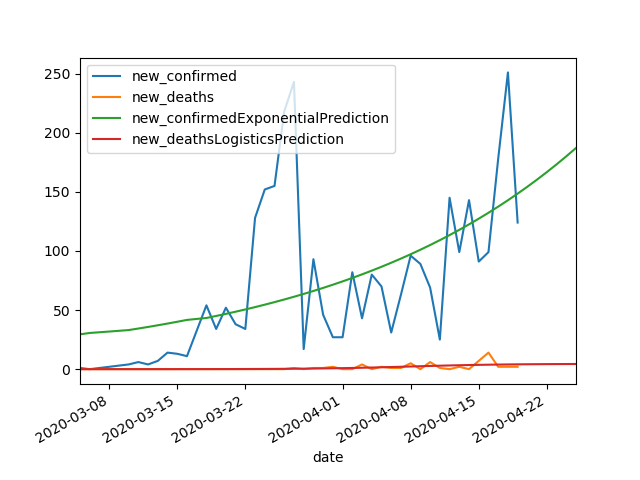 new_confirmed
new_deaths
new_confirmedExponentialPrediction
new_deathsLogisticsPrediction
250
200
150
100
50
0
2020-03-08
2020-03-15
2020-03-22
2020-04-01
2020-04-08
2020-04-15
2020-04-22
date